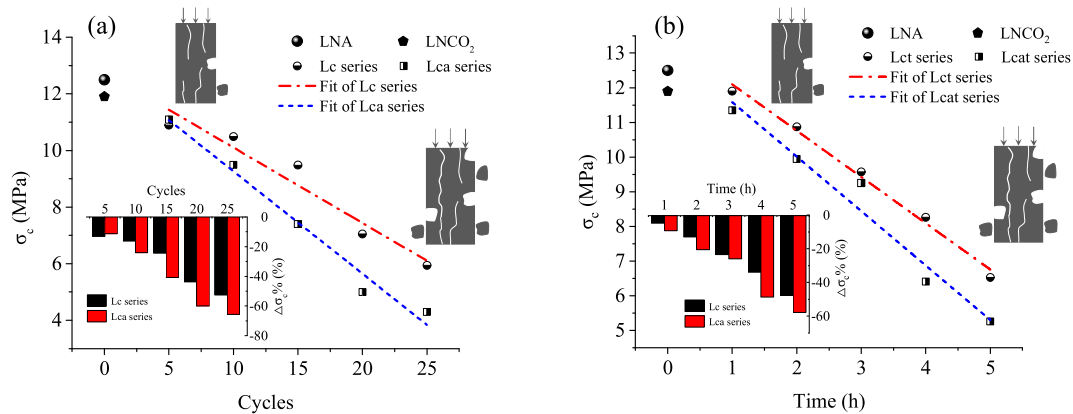 (a)
LNA
LNCO₂
Lc series
Lca series
Fit of Lc series
Fit of Lca series
14
12
10
8
6
4
σc (MPa)
Cycles
5 10 15 20 25
0
-20
-40
-60
-80
Δσc% (%)
Lc series
Lca series
0 5 10 15 20 25
Cycles
(b)
LNA
LNCO₂
Lct series
Lcat series
Fit of Lct series
Fit of Lcat series
13
12
11
10
9
8
7
6
5
σc (MPa)
Time (h)
1 2 3 4 5
0
-20
-40
-60
Δσc% (%)
Lc series
Lca series
0 1 2 3 4 5
Time (h)